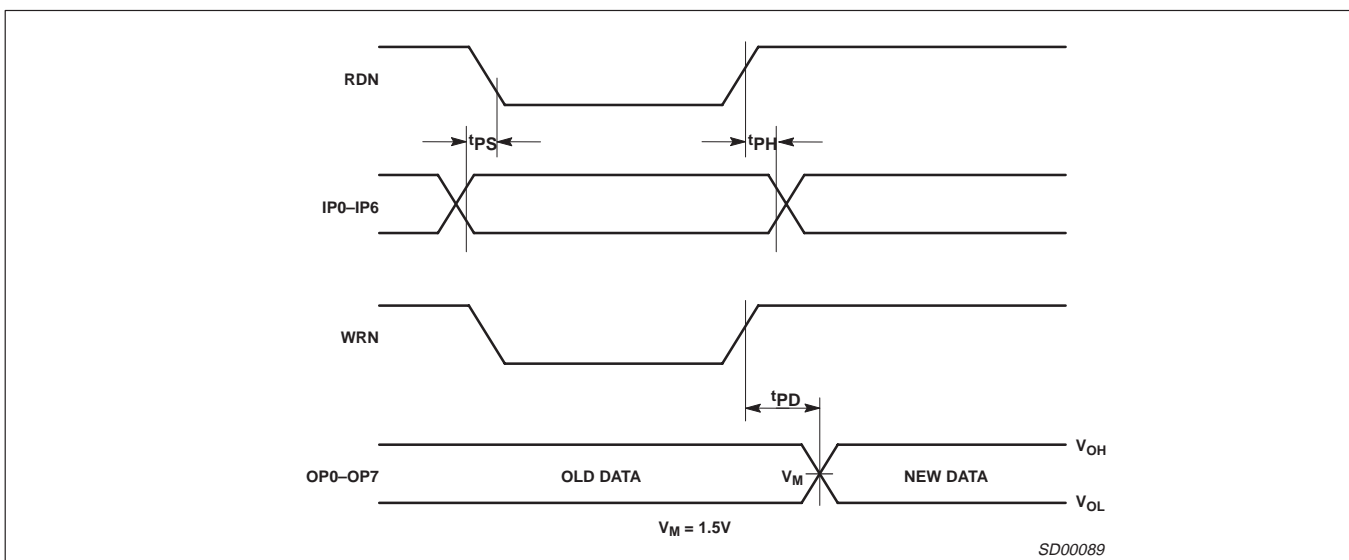 RDN
tPS
tPH
IP0–IP6
WRN
tPD
VOH
OP0–OP7 OLD DATA VM NEW DATA
VOL
VM = 1.5V
SD00089